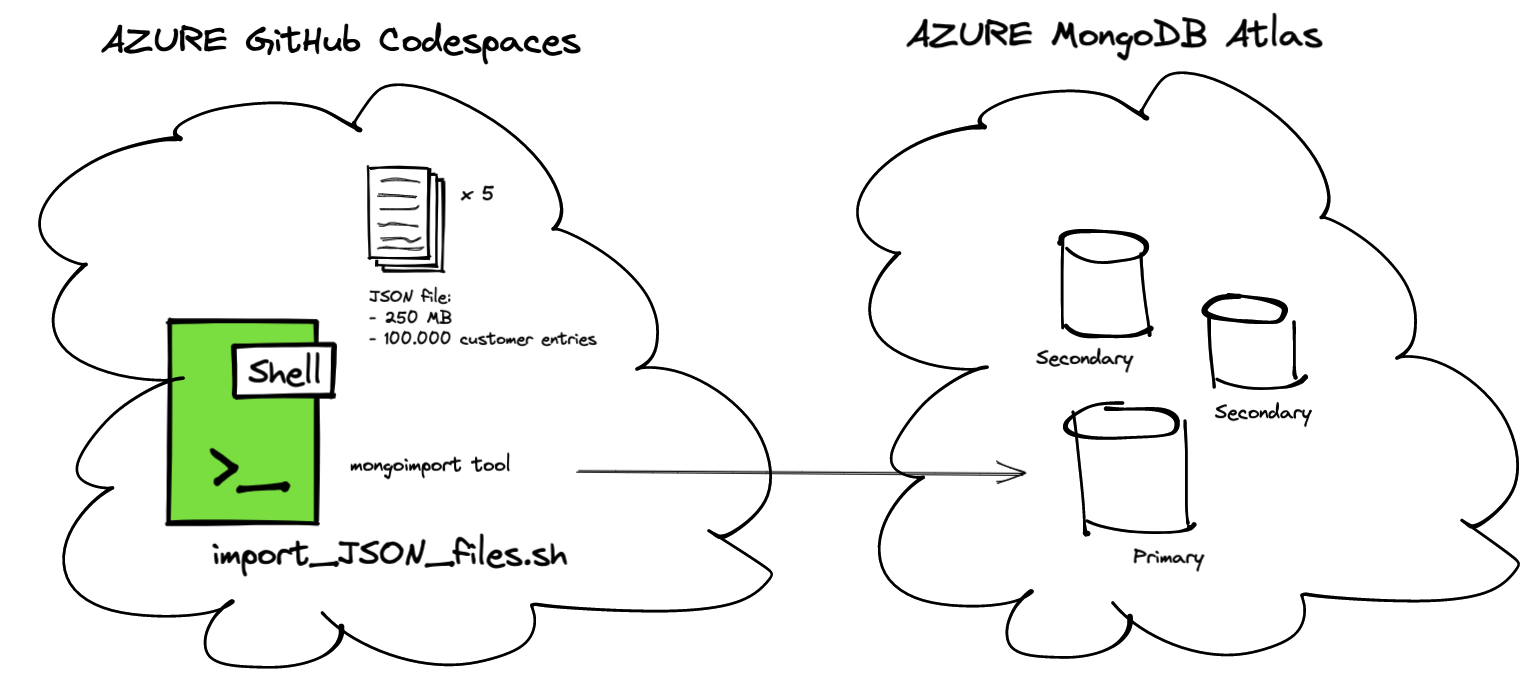 AZURE GitHub Codespaces
AZURE MongoDB Atlas
x 5
JSON file:
- 250 MB
- 100.000 customer entries
Shell
>_
mongoimport tool
import_JSON_files.sh
Secondary
Secondary
Primary